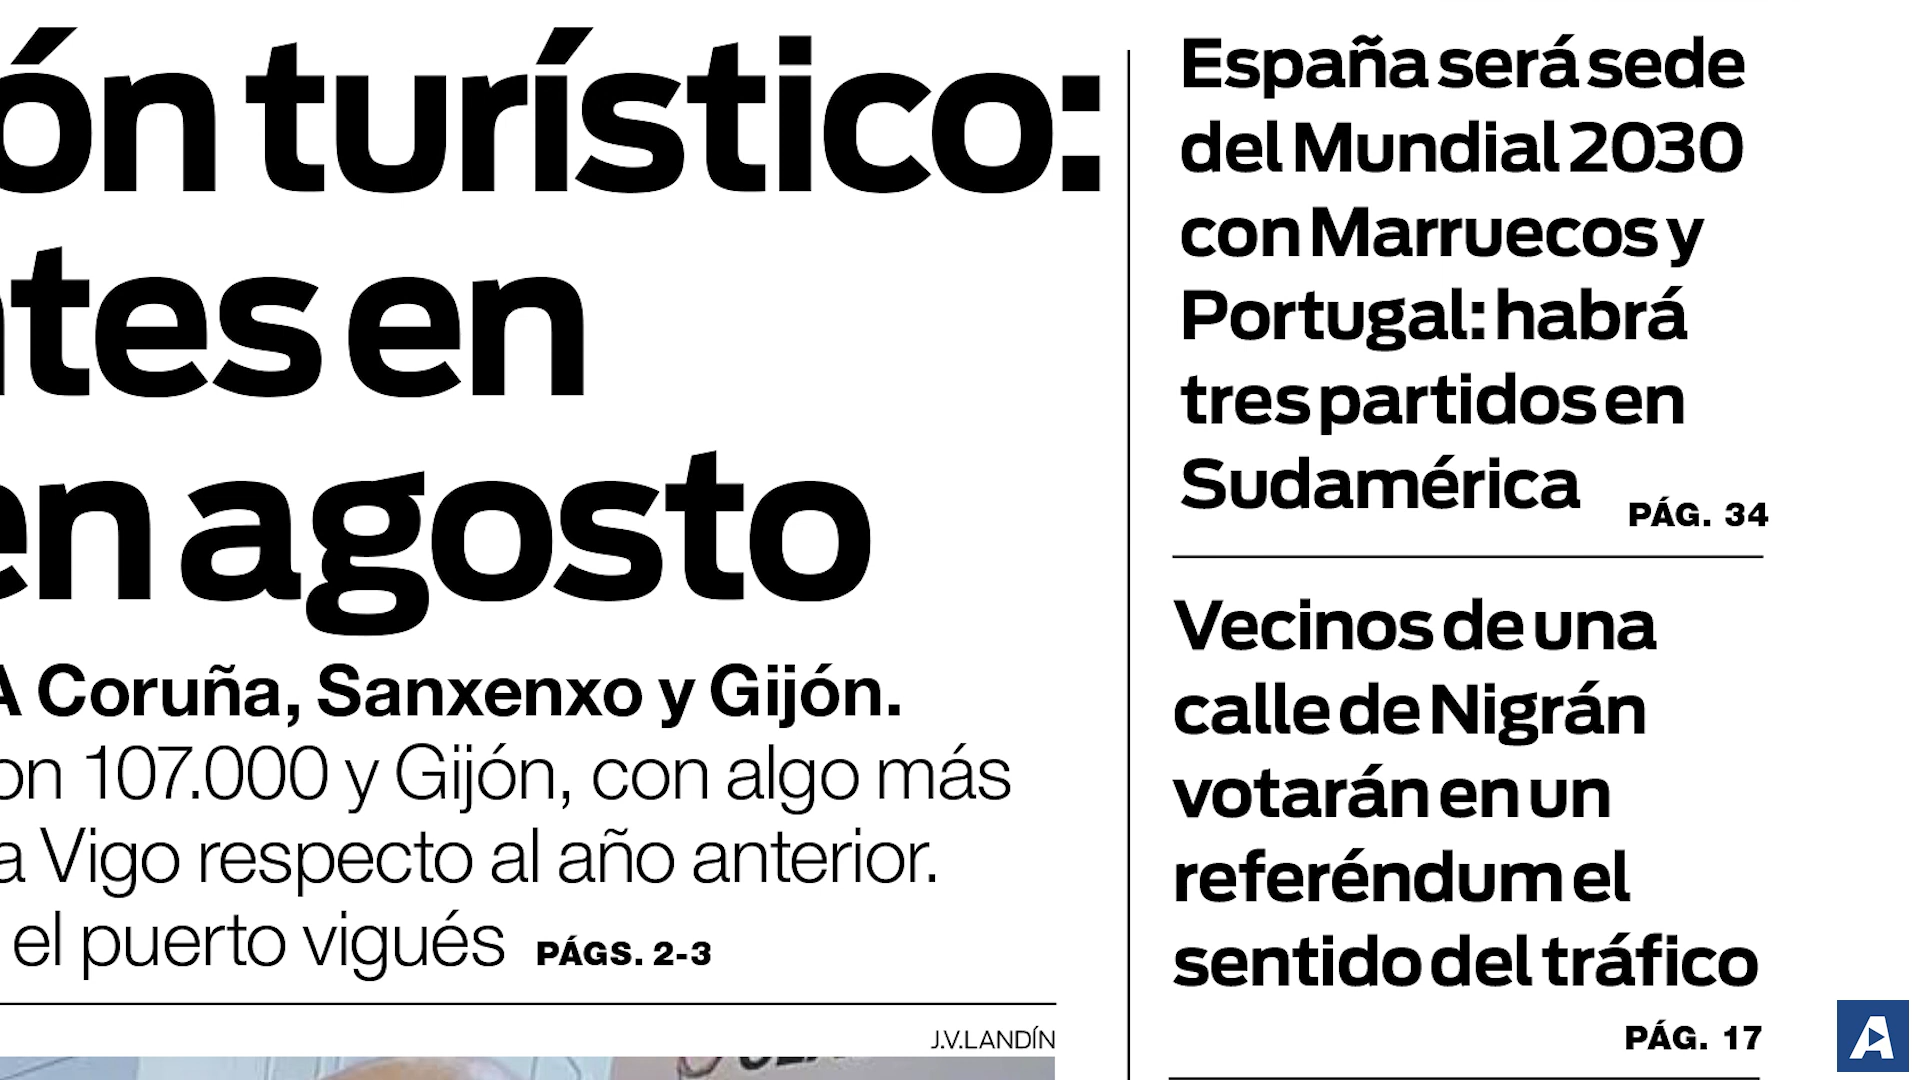 ón turístico:
ntes en
en agosto
A Coruña, Sanxenxo y Gijón.
on 107.000 y Gijón, con algo más
a Vigo respecto al año anterior.
el puerto vigués PÁGS. 2-3
J.V.LANDÍN
España será sede
del Mundial 2030
con Marruecos y
Portugal: habrá
tres partidos en
Sudamérica PÁG. 34
Vecinos de una
calle de Nigrán
votarán en un
referéndum el
sentido del tráfico
PÁG. 17
A